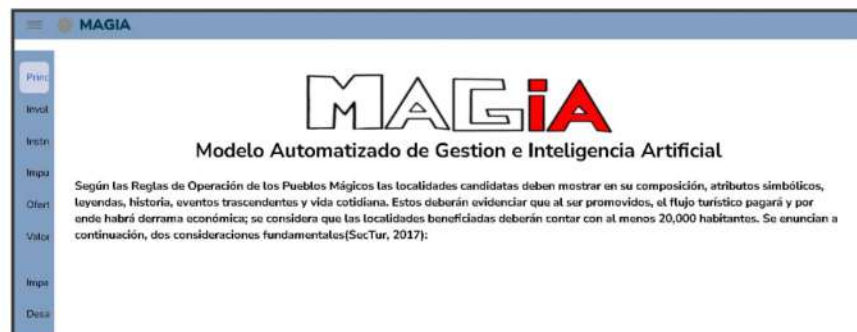 MAGIA
Princ
Invol
Instri
Impu
Ofert
Valor
Impa
Desa
MAGiA
Modelo Automatizado de Gestion e Inteligencia Artificial
Según las Reglas de Operación de los Pueblos Mágicos las localidades candidatas deben mostrar en su composición, atributos simbólicos,
leyendas, historia, eventos trascendentes y vida cotidiana. Estos deberán evidenciar que al ser promovidos, el flujo turístico pagará y por
ende habrá derrama económica; se considera que las localidades beneficiadas deberán contar con al menos 20,000 habitantes. Se enuncian a
continuación, dos consideraciones fundamentales(SecTur, 2017):